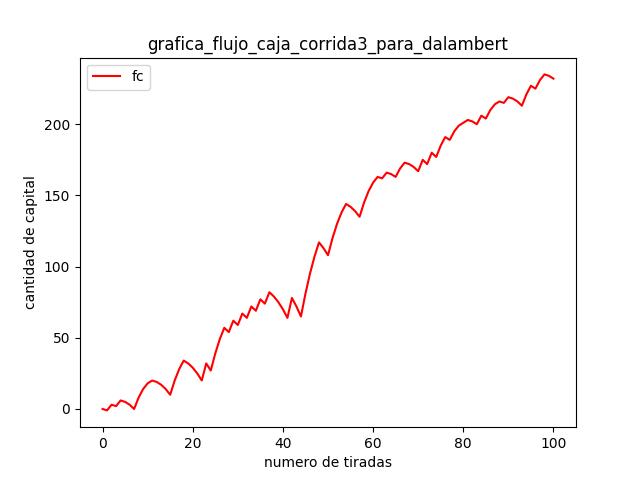 grafica_flujo_caja_corrida3_para_dalambert
fc
cantidad de capital
200
150
100
50
0
0 20 40 60 80 100
numero de tiradas